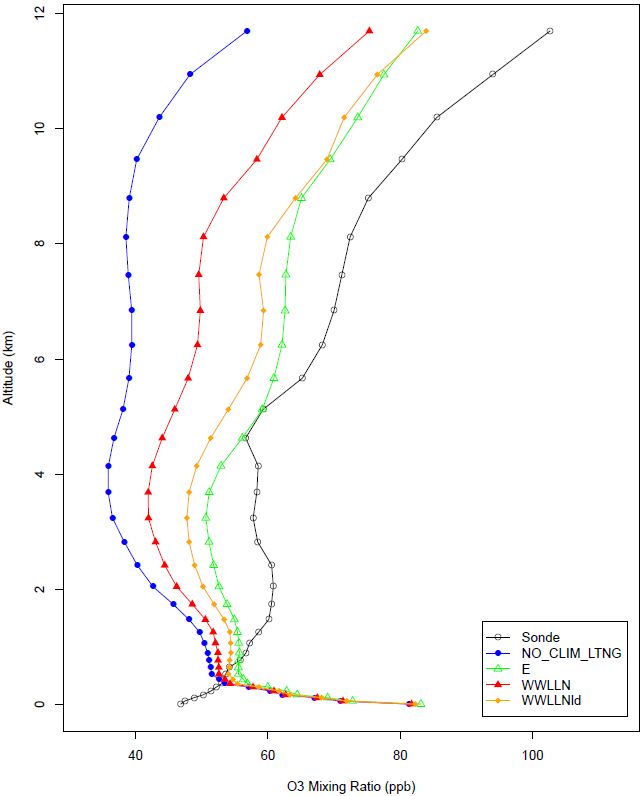 12
10
8
6
4
2
0
Altitude (km)
Sonde
NO_CLIM_LTNG
E
WWLLN
WWLLNld
40 60 80 100
O3 Mixing Ratio (ppb)